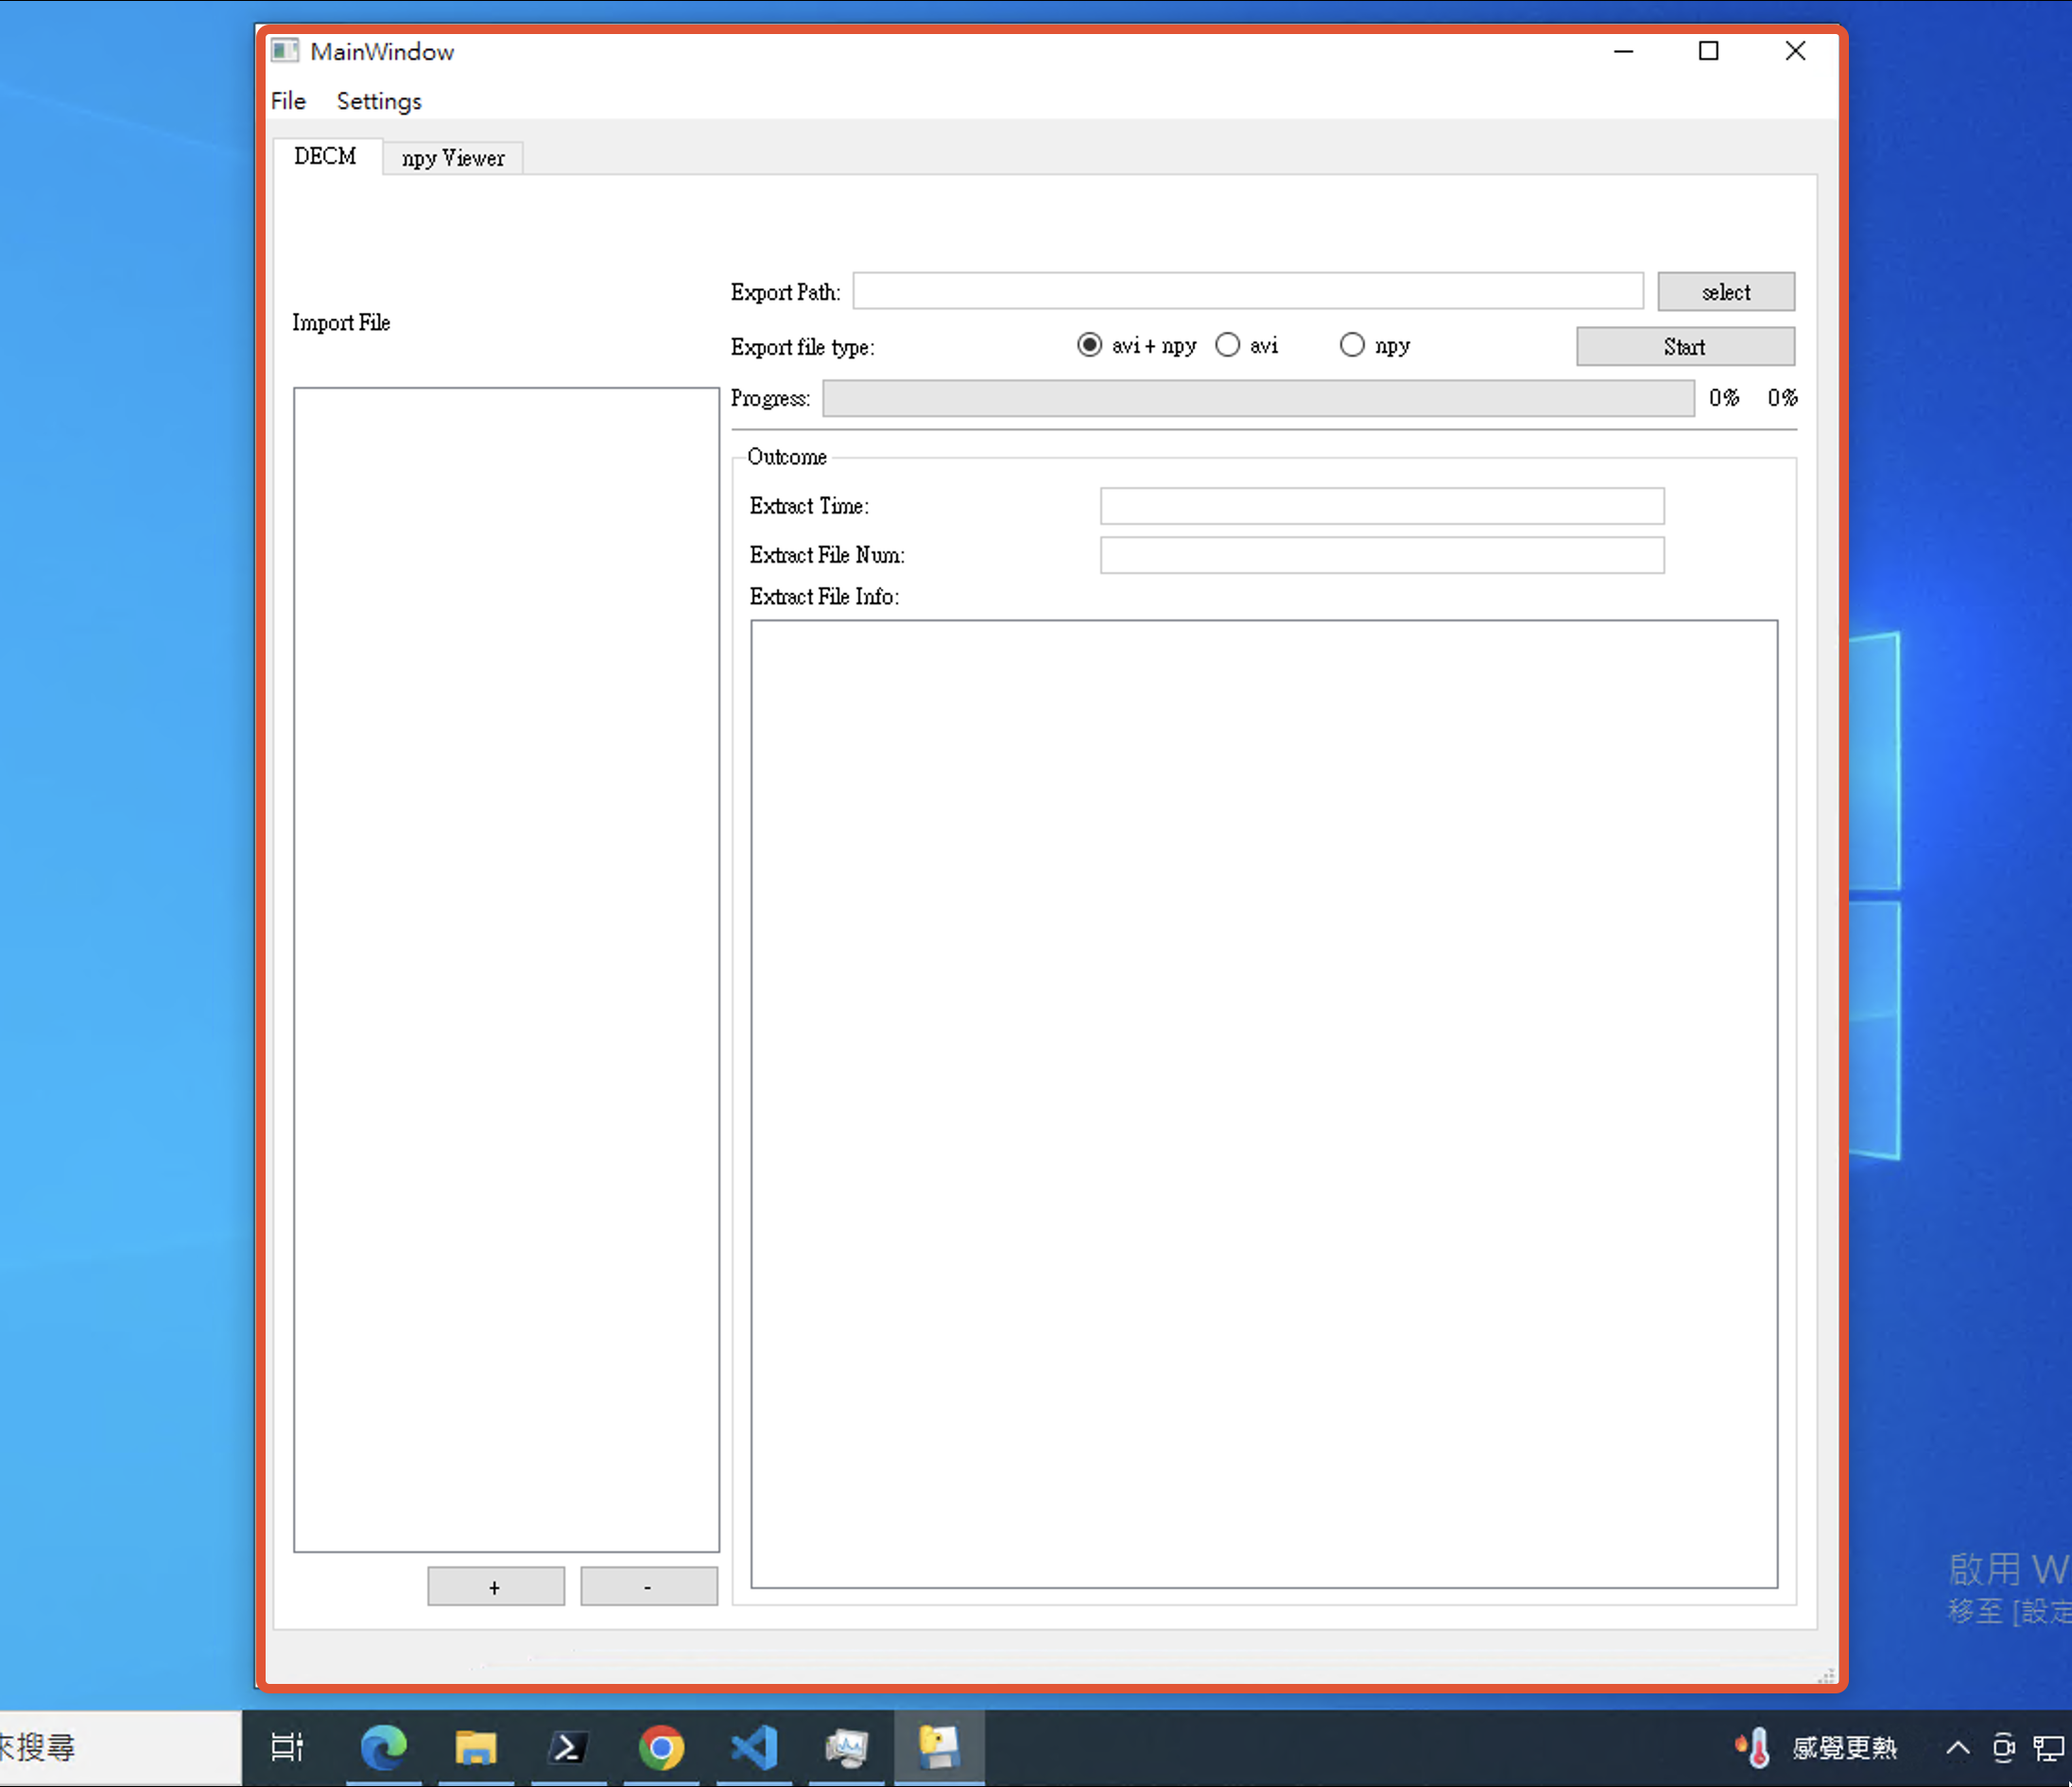 MainWindow
File Settings
DECM npy Viewer
Import File
Export Path: select
Export file type: avi + npy avi npy Start
Progress: 0% 0%
Outcome
Extract Time:
Extract File Num:
Extract File Info:
+ -
啟用 W
移至 [設定
來搜尋
感覺更熱